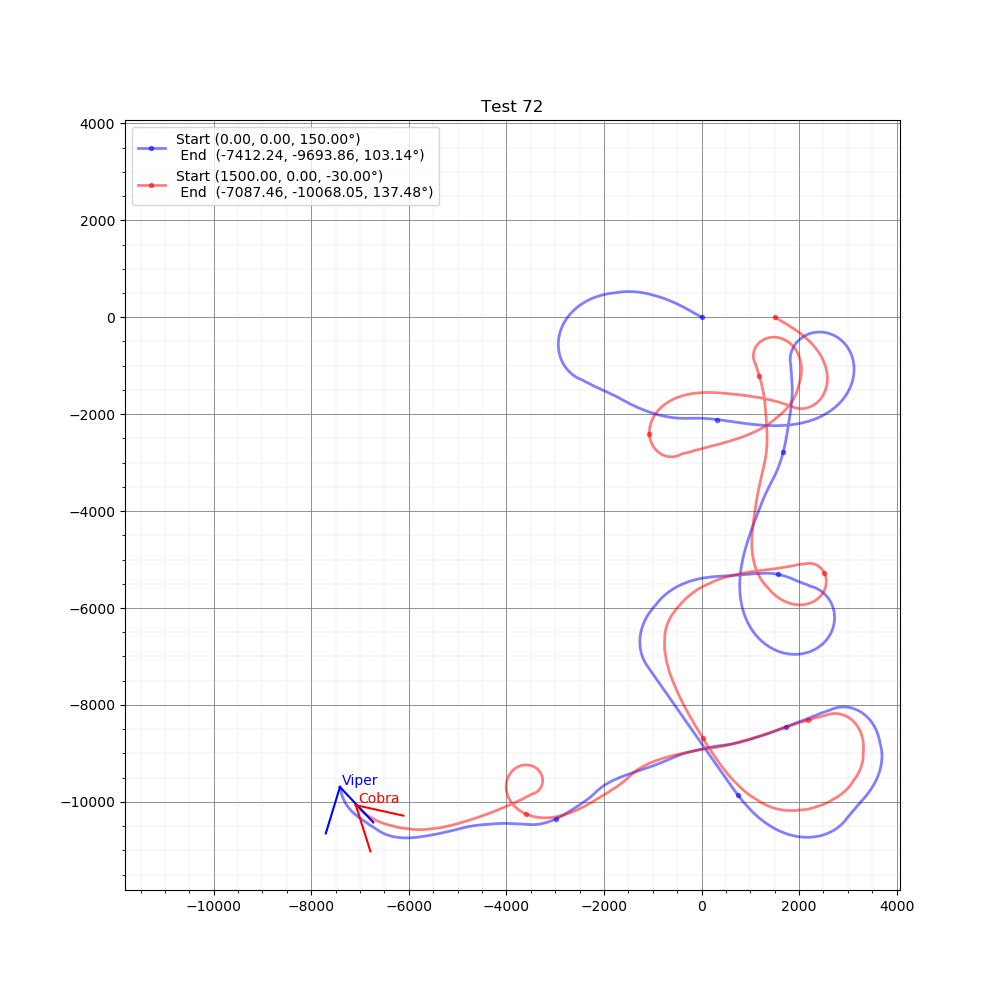 Test 72
Start (0.00, 0.00, 150.00°)
End (-7412.24, -9693.86, 103.14°)
Start (1500.00, 0.00, -30.00°)
End (-7087.46, -10068.05, 137.48°)
4000
2000
0
−2000
−4000
−6000
−8000
−10000
Viper
Cobra
−10000 −8000 −6000 −4000 −2000 0 2000 4000